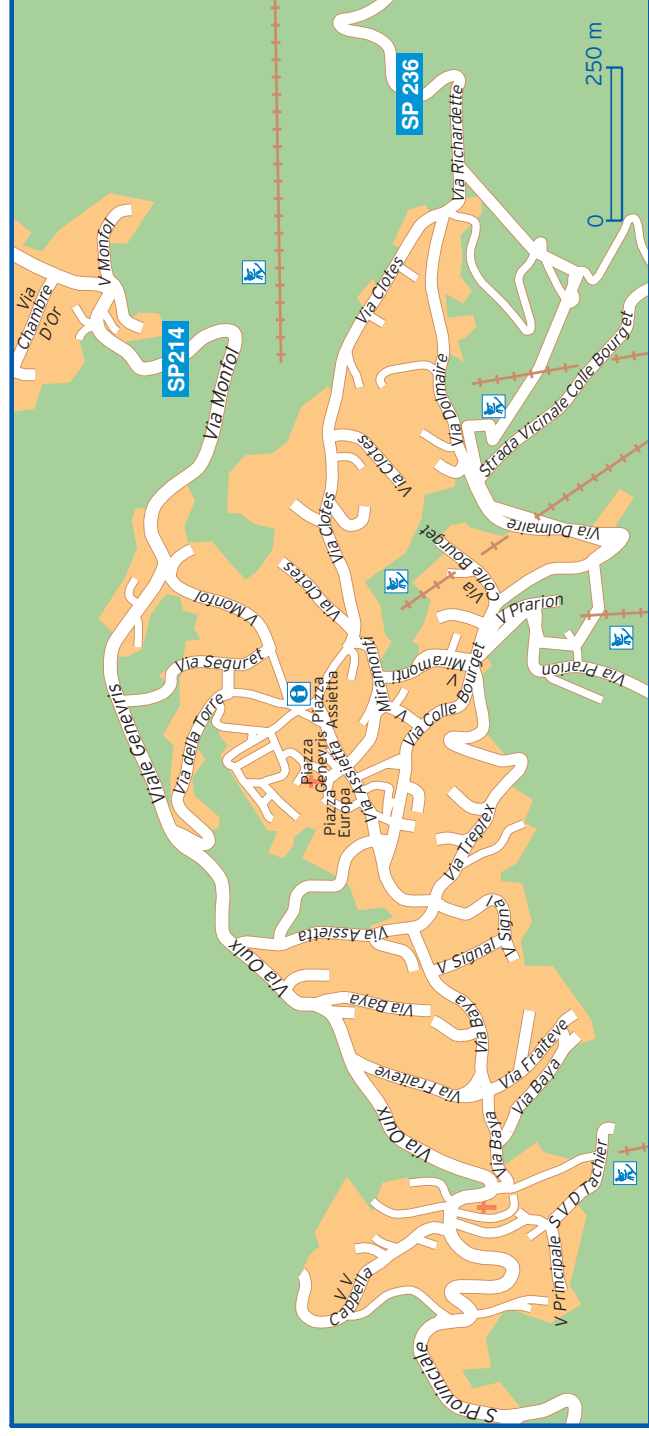 SP 236
250 m
0
Via Richardette
V Monfol
Via
Chambre
D'Or
SP214
Via Monfol
Via Clotes
Via Dolmaire
Strada Vicinale Colle Bourget
Via Clotes
Via Clotes
Via Clotes
Via Dolmaire
Via
Colle Bourget
V Prarion
Via Prarion
V Monfol
Via Segnret
Viale Genevris
Via della Torre
i
Piazza
Assietta
Piazza
Genevris
Piazza
Europa
Miramonti
V
V Miramonti
Via Colle Bourget
Via Assietta
Via Treplex
Via Assietta
V Signal
V Signal
Via Oulx
Via Baya
Via Baya
Via Fraiteve
Via Fraiteve
Via Baya
Via Oulx
Via Baya
S V D Tachier
V Principale
V V
Cappella
S Provinciale